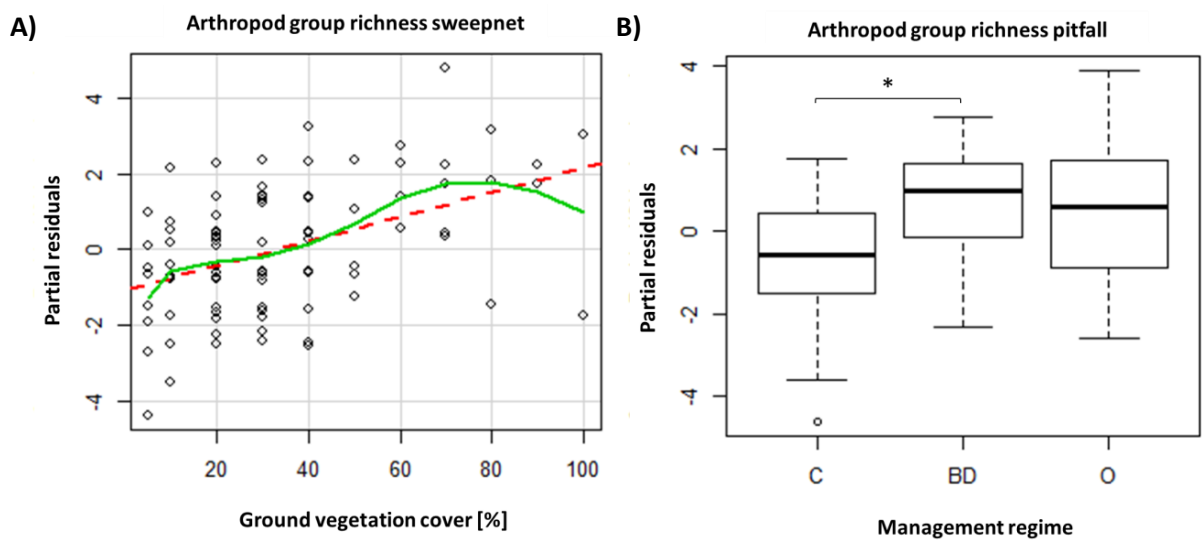 A)
Arthropod group richness sweepnet
Partial residuals
4
2
0
-2
-4
20 40 60 80 100
Ground vegetation cover [%]
B)
Arthropod group richness pitfall
Partial residuals
4
2
0
-2
-4
*
C BD O
Management regime